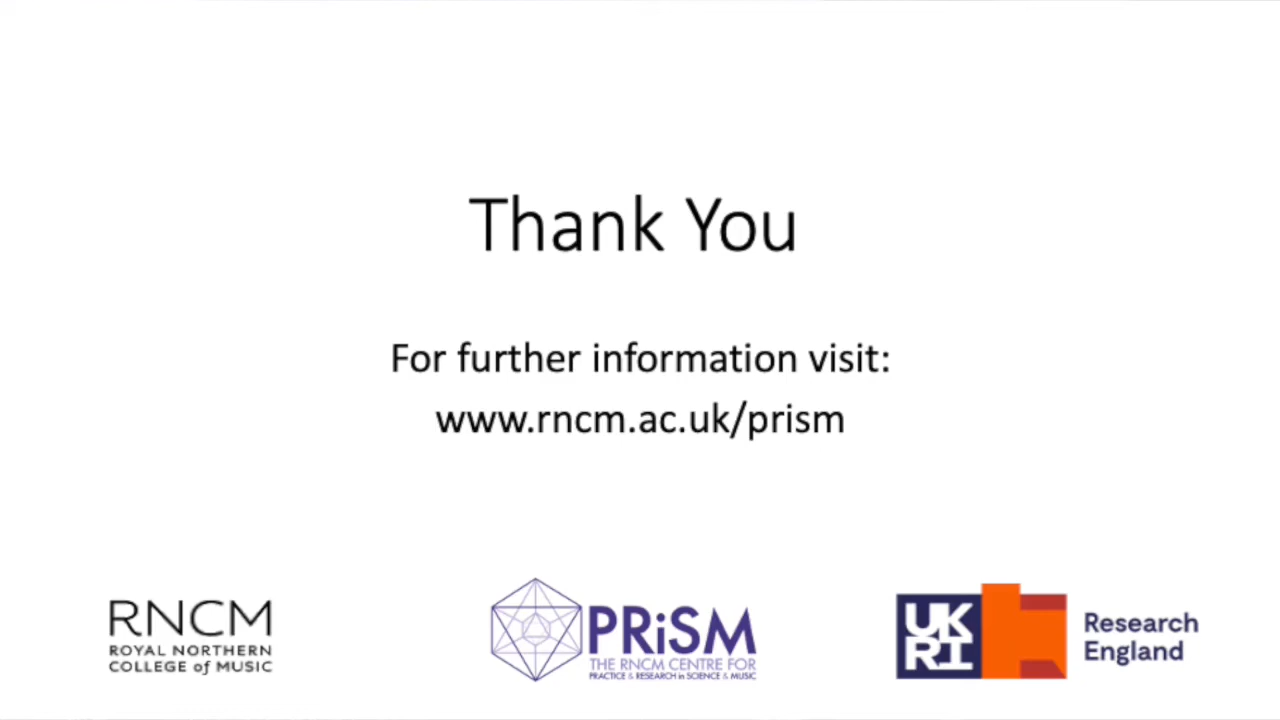 Thank You
For further information visit:
www.rncm.ac.uk/prism
RNCM
ROYAL NORTHERN
COLLEGE of MUSIC
PRiSM
THE RNCM CENTRE FOR
PRACTICE & RESEARCH in SCIENCE & MUSIC
UK
RI
Research
England